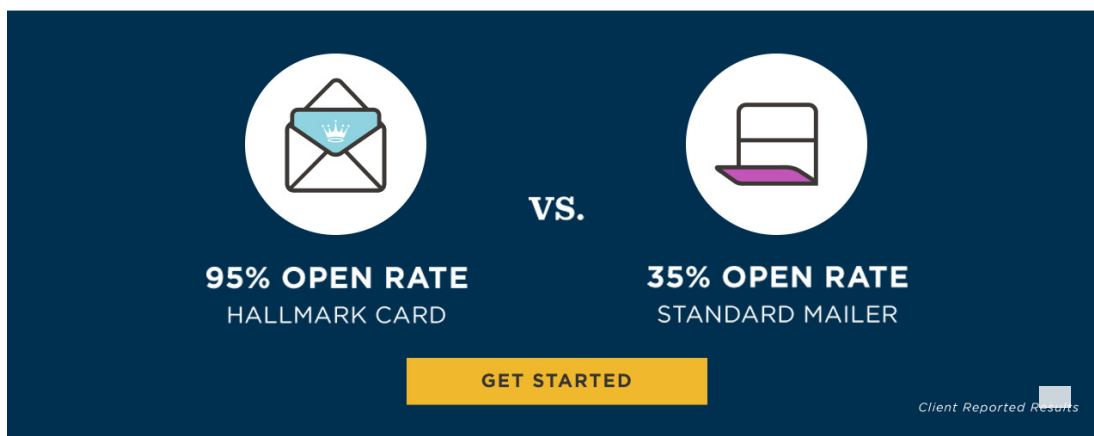 vs.
95% OPEN RATE
HALLMARK CARD
35% OPEN RATE
STANDARD MAILER
GET STARTED
Client Reported Results